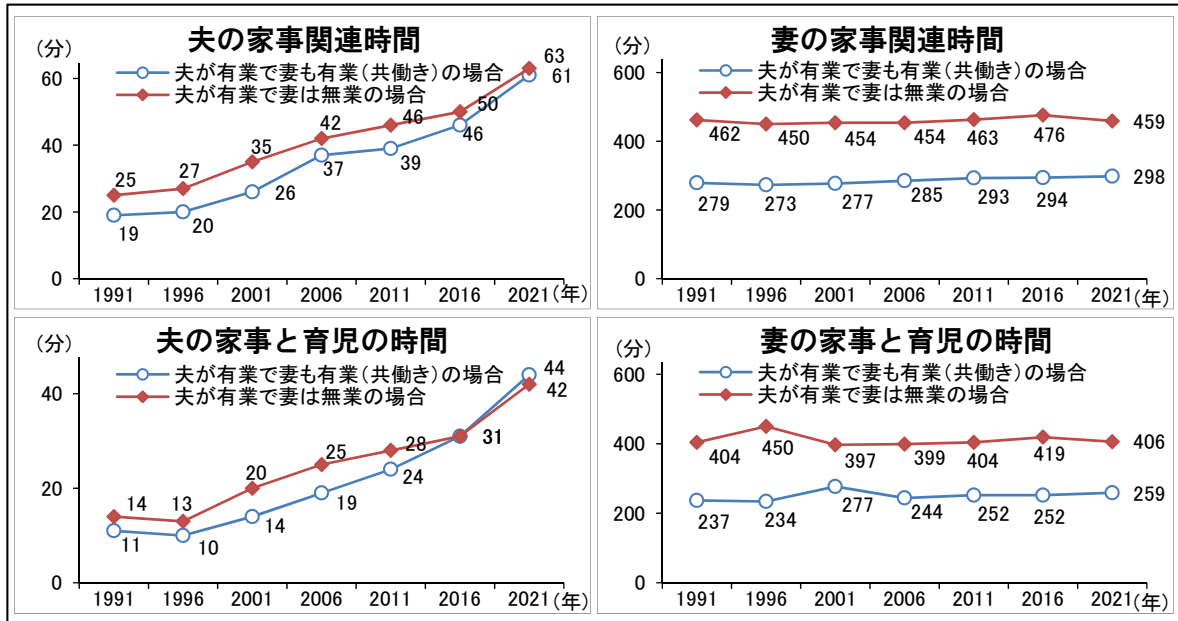 夫の家事関連時間
(分)
夫が有業で妻も有業(共働き)の場合
夫が有業で妻は無業の場合
60
40
20
0
25 27 35 42 46 50 63
19 20 26 37 39 46 61
1991 1996 2001 2006 2011 2016 2021(年)
妻の家事関連時間
(分)
夫が有業で妻も有業(共働き)の場合
夫が有業で妻は無業の場合
600
400
200
0
462 450 454 454 463 476 459
279 273 277 285 293 294 298
1991 1996 2001 2006 2011 2016 2021(年)
夫の家事と育児の時間
(分)
夫が有業で妻も有業(共働き)の場合
夫が有業で妻は無業の場合
40
20
0
14 13 20 25 28 31 42
11 10 14 19 24 31 44
1991 1996 2001 2006 2011 2016 2021(年)
妻の家事と育児の時間
(分)
夫が有業で妻も有業(共働き)の場合
夫が有業で妻は無業の場合
600
400
200
0
404 450 397 399 404 419 406
237 234 277 244 252 252 259
1991 1996 2001 2006 2011 2016 2021(年)